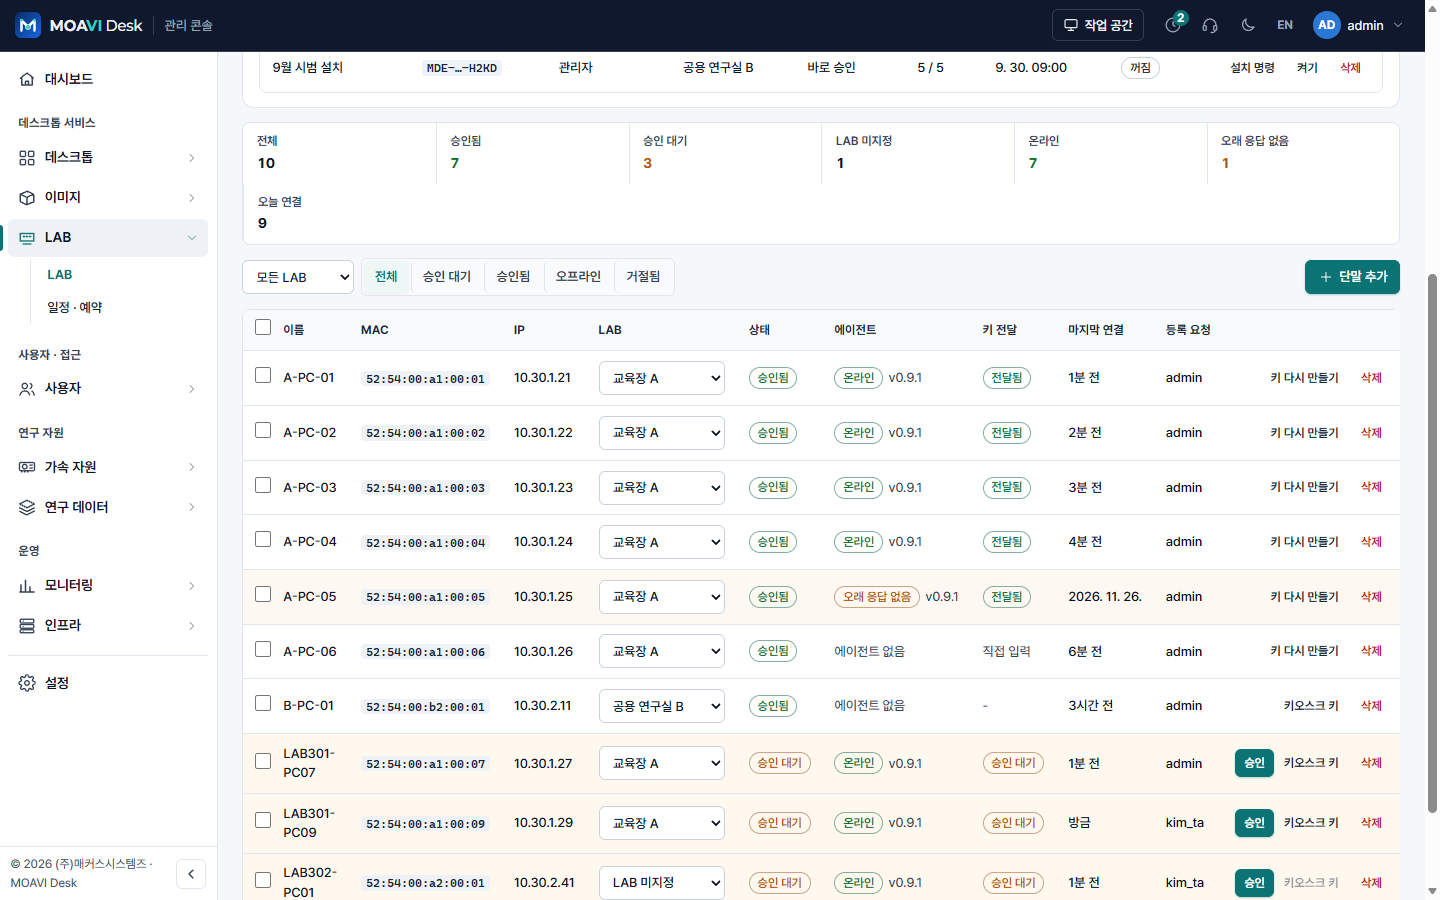 MOAVI Desk 관리 콘솔
작업 공간 2 EN AD admin
대시보드
데스크톱 서비스
데스크톱
이미지
LAB
LAB
일정 · 예약
사용자 · 접근
사용자
연구 자원
가속 자원
연구 데이터
운영
모니터링
인프라
설정
© 2026 (주)매커스시스템즈 · MOAVI Desk
9월 시범 설치 MDE-…-H2KD 관리자 공용 연구실 B 바로 승인 5 / 5 9. 30. 09:00 꺼짐 설치 명령 켜기 삭제
전체 승인됨 승인 대기 LAB 미지정 온라인 오래 응답 없음
10 7 3 1 7 1
오늘 연결
9
모든 LAB 전체 승인 대기 승인됨 오프라인 거절됨 단말 추가
이름 MAC IP LAB 상태 에이전트 키 전달 마지막 연결 등록 요청
A-PC-01 52:54:00:a1:00:01 10.30.1.21 교육장 A 승인됨 온라인 v0.9.1 전달됨 1분 전 admin 키 다시 만들기 삭제
A-PC-02 52:54:00:a1:00:02 10.30.1.22 교육장 A 승인됨 온라인 v0.9.1 전달됨 2분 전 admin 키 다시 만들기 삭제
A-PC-03 52:54:00:a1:00:03 10.30.1.23 교육장 A 승인됨 온라인 v0.9.1 전달됨 3분 전 admin 키 다시 만들기 삭제
A-PC-04 52:54:00:a1:00:04 10.30.1.24 교육장 A 승인됨 온라인 v0.9.1 전달됨 4분 전 admin 키 다시 만들기 삭제
A-PC-05 52:54:00:a1:00:05 10.30.1.25 교육장 A 승인됨 오래 응답 없음 v0.9.1 전달됨 2026. 11. 26. admin 키 다시 만들기 삭제
A-PC-06 52:54:00:a1:00:06 10.30.1.26 교육장 A 승인됨 에이전트 없음 직접 입력 6분 전 admin 키 다시 만들기 삭제
B-PC-01 52:54:00:b2:00:01 10.30.2.11 공용 연구실 B 승인됨 에이전트 없음 - 3시간 전 admin 키오스크 키 삭제
LAB301-PC07 52:54:00:a1:00:07 10.30.1.27 교육장 A 승인 대기 온라인 v0.9.1 승인 대기 1분 전 admin 승인 키오스크 키 삭제
LAB301-PC09 52:54:00:a1:00:09 10.30.1.29 교육장 A 승인 대기 온라인 v0.9.1 승인 대기 방금 kim_ta 승인 키오스크 키 삭제
LAB302-PC01 52:54:00:a2:00:01 10.30.2.41 LAB 미지정 승인 대기 온라인 v0.9.1 승인 대기 1분 전 kim_ta 승인 키오스크 키 삭제